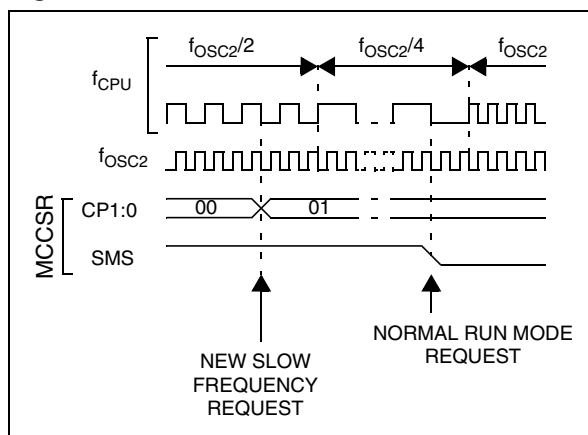 fOSC2/2 fOSC2/4 fOSC2
fCPU
fOSC2
MCCSR
CP1:0 00 01
SMS
NEW SLOW
FREQUENCY
REQUEST
NORMAL RUN MODE
REQUEST